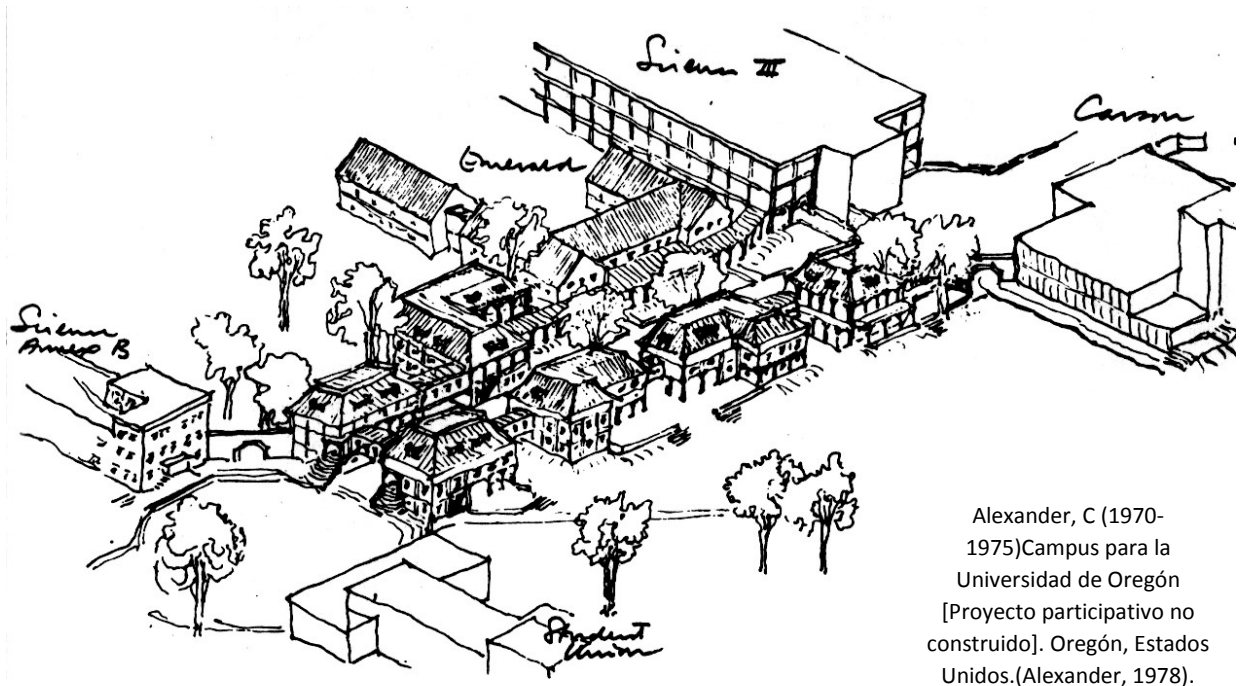 Science III
Carson
Emerald
Science
Annex B
Student
Union
Alexander, C (1970-
1975)Campus para la
Universidad de Oregón
[Proyecto participativo no
construido]. Oregón, Estados
Unidos.(Alexander, 1978).